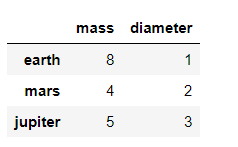 mass diameter
earth 8 1
mars 4 2
jupiter 5 3